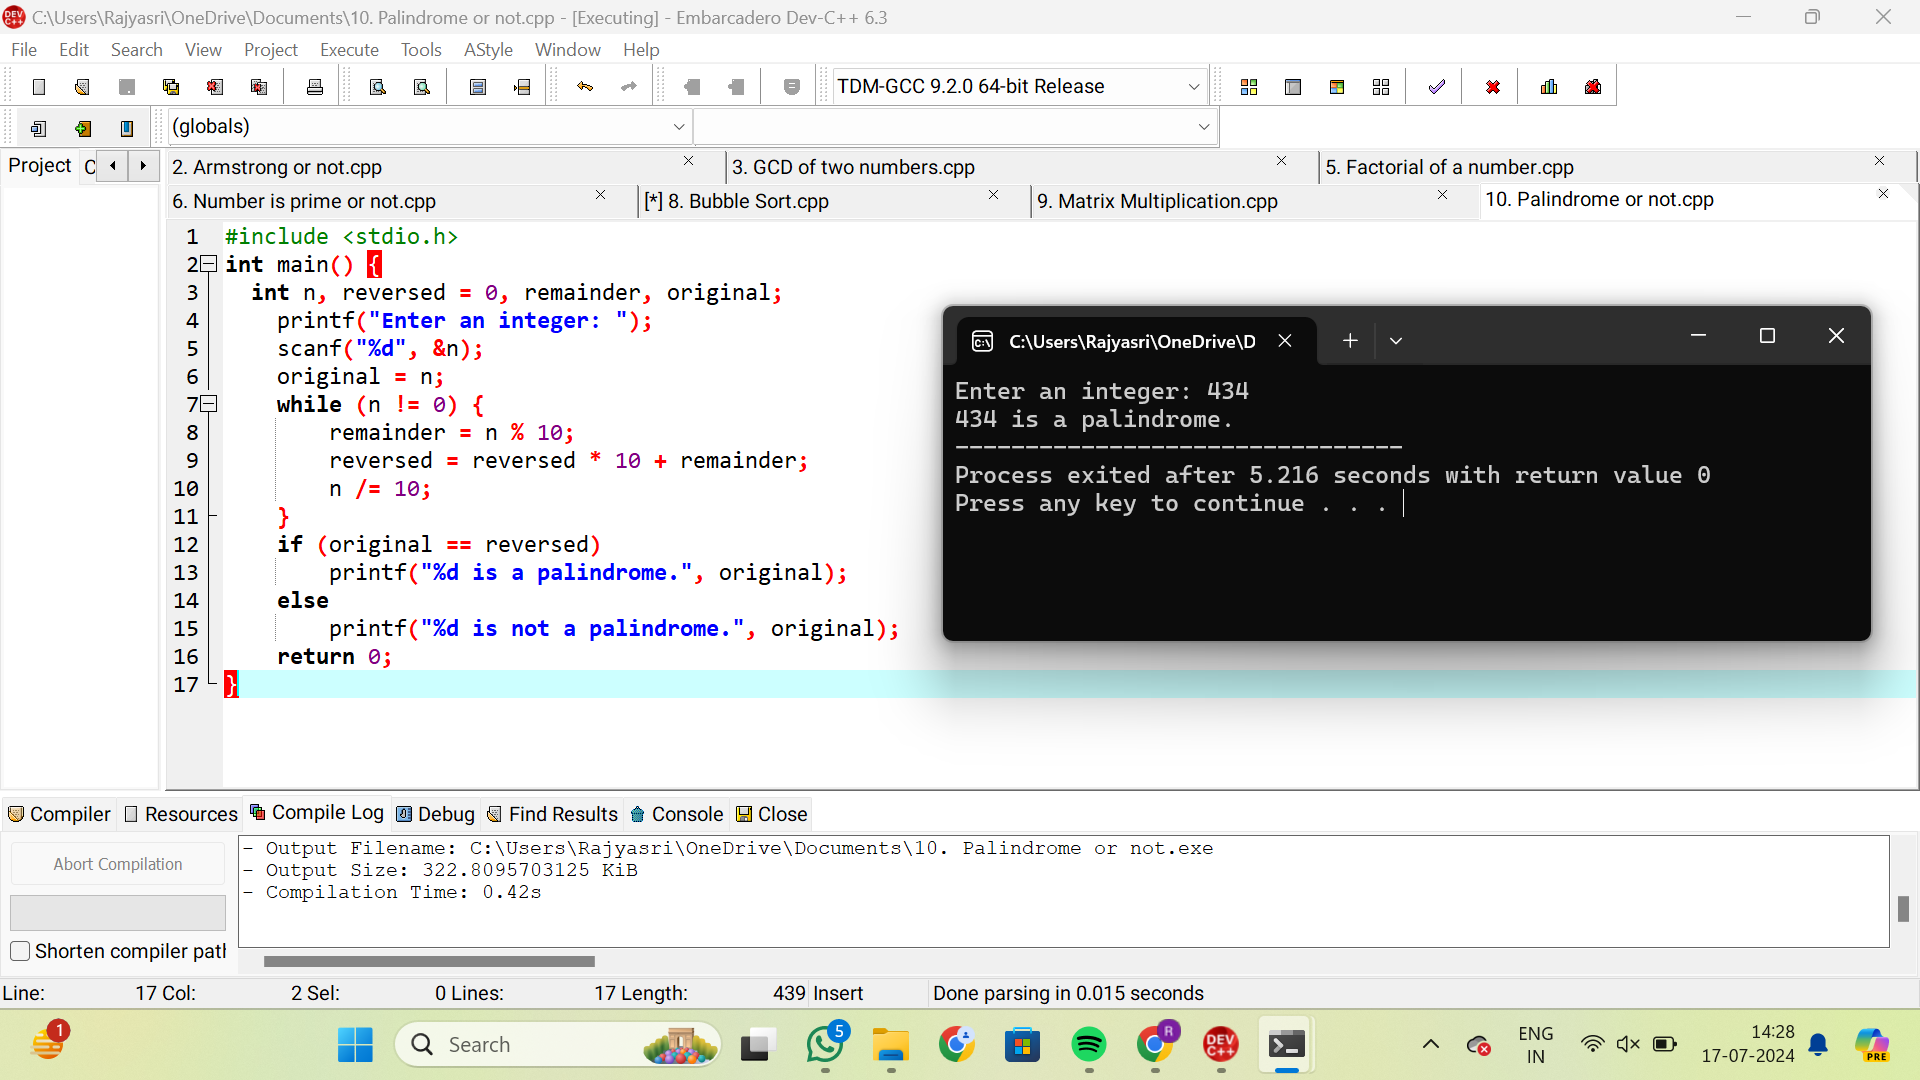 C:\Users\Rajyasri\OneDrive\Documents\10. Palindrome or not.cpp - [Executing] - Embarcadero Dev-C++ 6.3
File Edit Search View Project Execute Tools AStyle Window Help
TDM-GCC 9.2.0 64-bit Release
(globals)
Project C
2. Armstrong or not.cpp 3. GCD of two numbers.cpp 5. Factorial of a number.cpp
6. Number is prime or not.cpp [*] 8. Bubble Sort.cpp 9. Matrix Multiplication.cpp 10. Palindrome or not.cpp
1 #include <stdio.h>
2 int main() {
3 int n, reversed = 0, remainder, original;
4 printf("Enter an integer: ");
5 scanf("%d", &n);
6 original = n;
7 while (n != 0) {
8 remainder = n % 10;
9 reversed = reversed * 10 + remainder;
10 n /= 10;
11 }
12 if (original == reversed)
13 printf("%d is a palindrome.", original);
14 else
15 printf("%d is not a palindrome.", original);
16 return 0;
17 }
C:\Users\Rajyasri\OneDrive\D
Enter an integer: 434
434 is a palindrome.
--------------------------------
Process exited after 5.216 seconds with return value 0
Press any key to continue . . .
Compiler Resources Compile Log Debug Find Results Console Close
Abort Compilation
Shorten compiler path
- Output Filename: C:\Users\Rajyasri\OneDrive\Documents\10. Palindrome or not.exe
- Output Size: 322.8095703125 KiB
- Compilation Time: 0.42s
Line: 17 Col: 2 Sel: 0 Lines: 17 Length: 439 Insert Done parsing in 0.015 seconds
1
Search
5
R
DEV C++
ENG
IN
14:28
17-07-2024
PRE